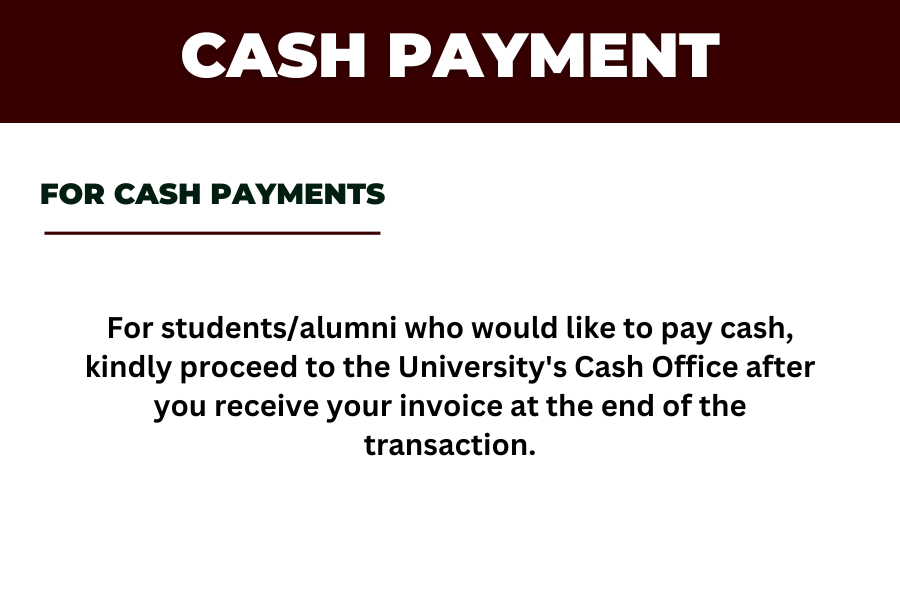 CASH PAYMENT
FOR CASH PAYMENTS
For students/alumni who would like to pay cash,
kindly proceed to the University's Cash Office after
you receive your invoice at the end of the
transaction.